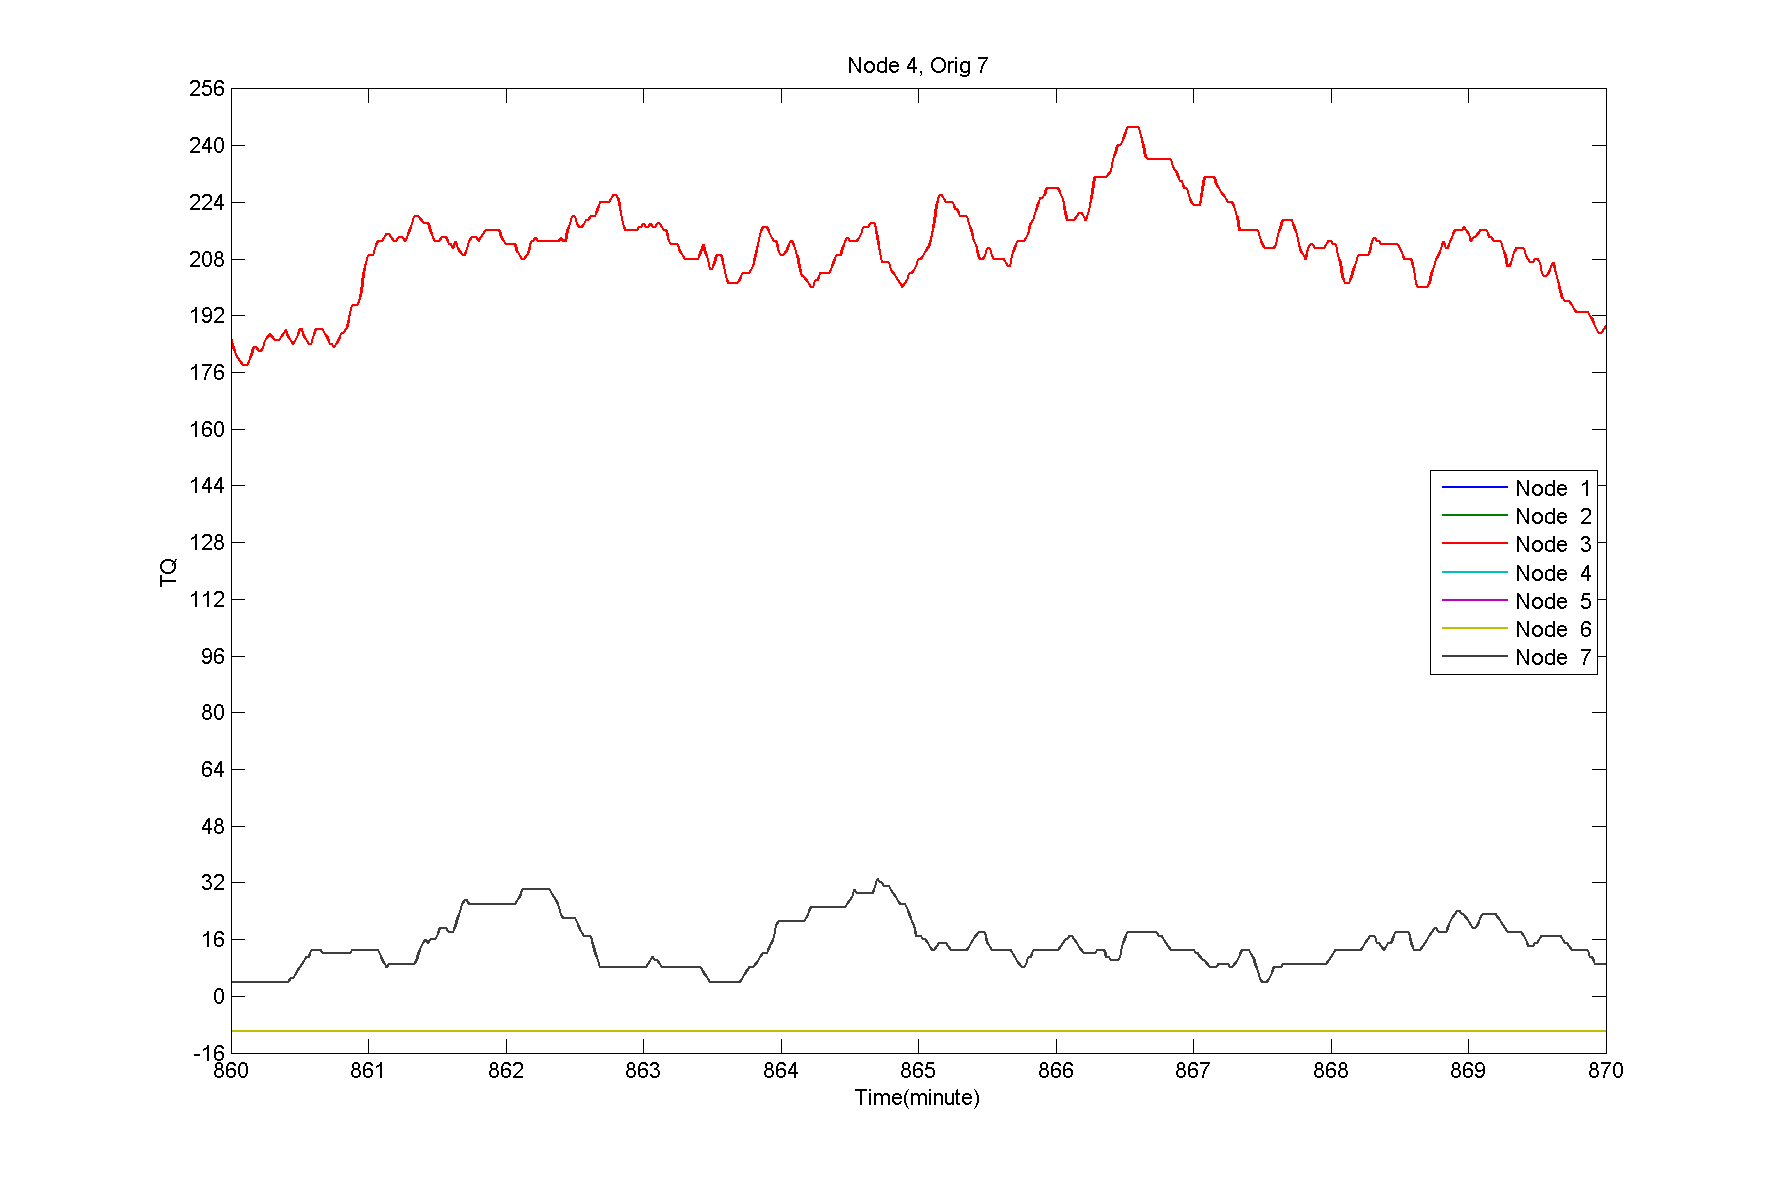 Node 4, Orig 7
256
240
224
208
192
176
160
144
128
112
96
80
64
48
32
16
0
-16
TQ
Node 1
Node 2
Node 3
Node 4
Node 5
Node 6
Node 7
860 861 862 863 864 865 866 867 868 869 870
Time(minute)